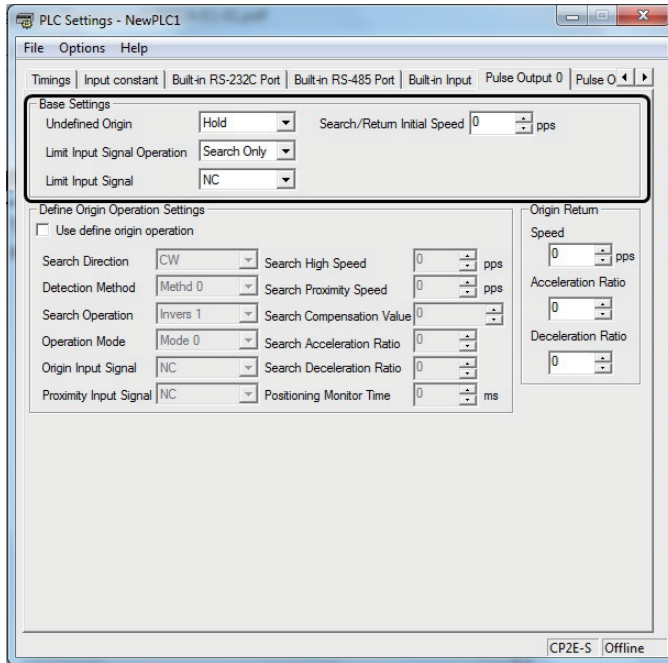 PLC Settings - NewPLC1
File Options Help
Timings Input constant Built-in RS-232C Port Built-in RS-485 Port Built-in Input Pulse Output 0 Pulse O
Base Settings
Undefined Origin Hold Search/Return Initial Speed 0 pps
Limit Input Signal Operation Search Only
Limit Input Signal NC
Define Origin Operation Settings
Use define origin operation
Search Direction CW Search High Speed 0 pps
Detection Method Methd 0 Search Proximity Speed 0 pps
Search Operation Invers 1 Search Compensation Value 0
Operation Mode Mode 0 Search Acceleration Ratio 0
Origin Input Signal NC Search Deceleration Ratio 0
Proximity Input Signal NC Positioning Monitor Time 0 ms
Origin Return
Speed
0 pps
Acceleration Ratio
0
Deceleration Ratio
0
CP2E-S Offline